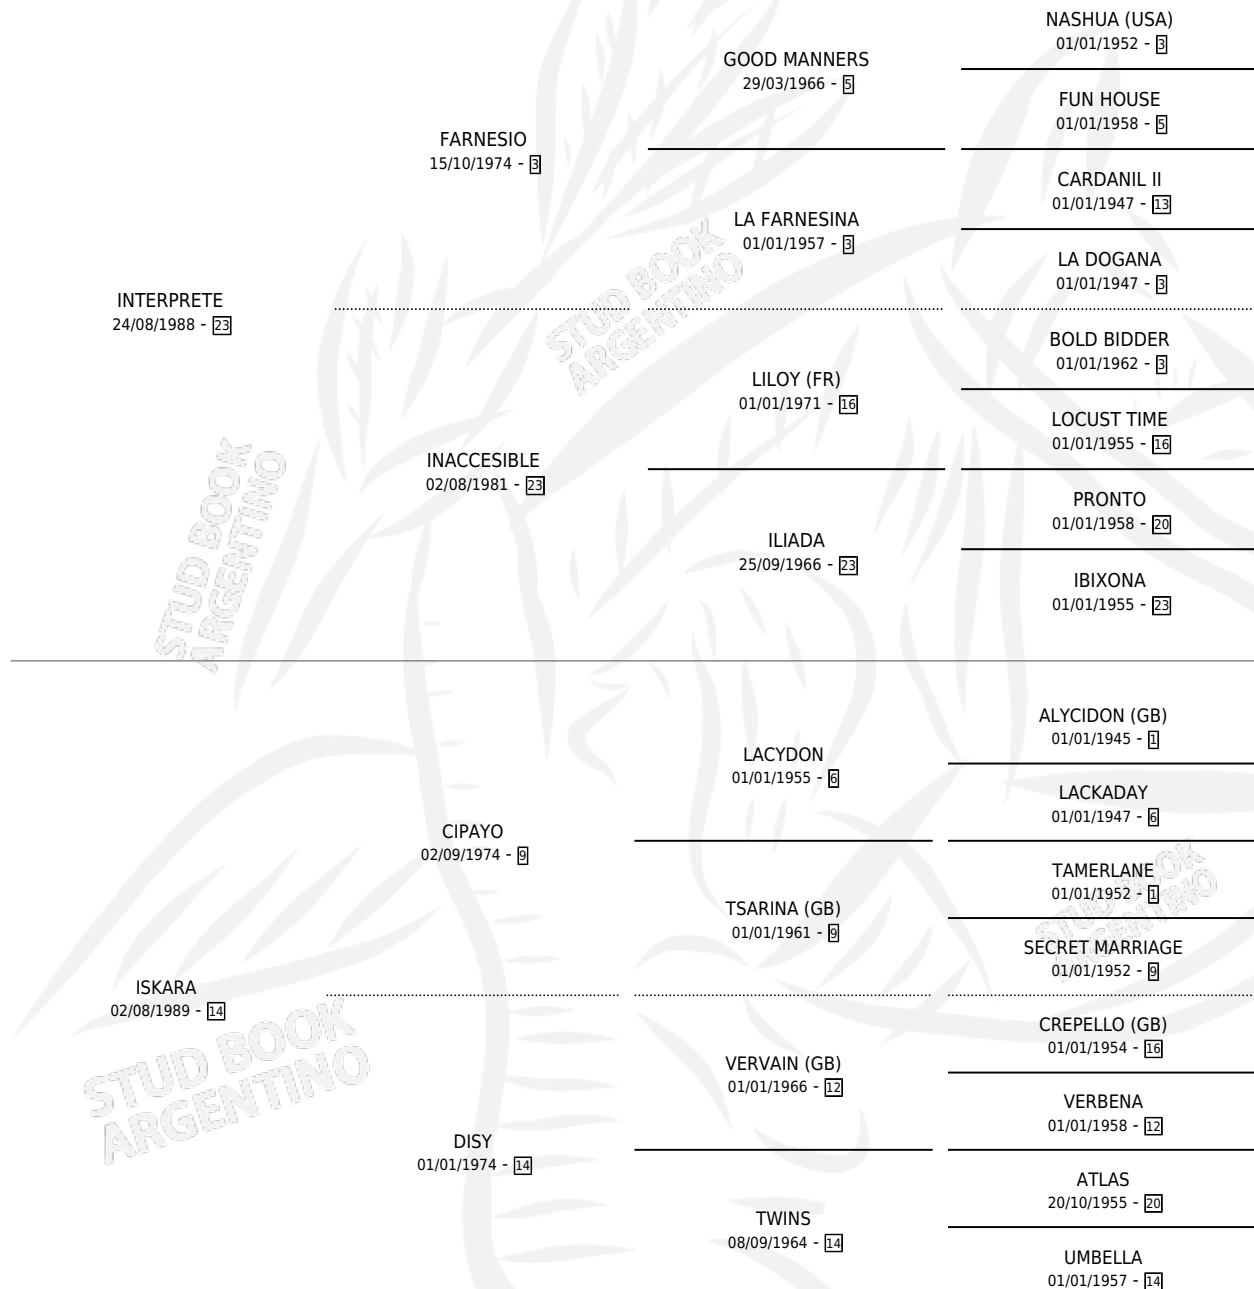 NASHUA (USA)
01/01/1952 - 3
GOOD MANNERS
29/03/1966 - 5
FUN HOUSE
01/01/1958 - 5
FARNESIO
15/10/1974 - 3
CARDANIL II
01/01/1947 - 13
LA FARNESINA
01/01/1957 - 3
LA DOGANA
01/01/1947 - 3
INTERPRETE
24/08/1988 - 23
BOLD BIDDER
01/01/1962 - 3
LILOY (FR)
01/01/1971 - 16
LOCUST TIME
01/01/1955 - 16
INACCESIBLE
02/08/1981 - 23
PRONTO
01/01/1958 - 20
ILIADA
25/09/1966 - 23
IBIXONA
01/01/1955 - 23
ALYCIDON (GB)
01/01/1945 - 1
LACYDON
01/01/1955 - 6
LACKADAY
01/01/1947 - 6
CIPAYO
02/09/1974 - 9
TAMERLANE
01/01/1952 - 1
TSARINA (GB)
01/01/1961 - 9
SECRET MARRIAGE
01/01/1952 - 9
ISKARA
02/08/1989 - 14
CREPELLO (GB)
01/01/1954 - 16
VERVAIN (GB)
01/01/1966 - 12
VERBENA
01/01/1958 - 12
DISY
01/01/1974 - 14
ATLAS
20/10/1955 - 20
TWINS
08/09/1964 - 14
UMBELLA
01/01/1957 - 14
STUD BOOK
ARGENTINO
STUD BOOK
ARGENTINO
STUD BOOK
ARGENTINO
STUD BOOK
ARGENTINO